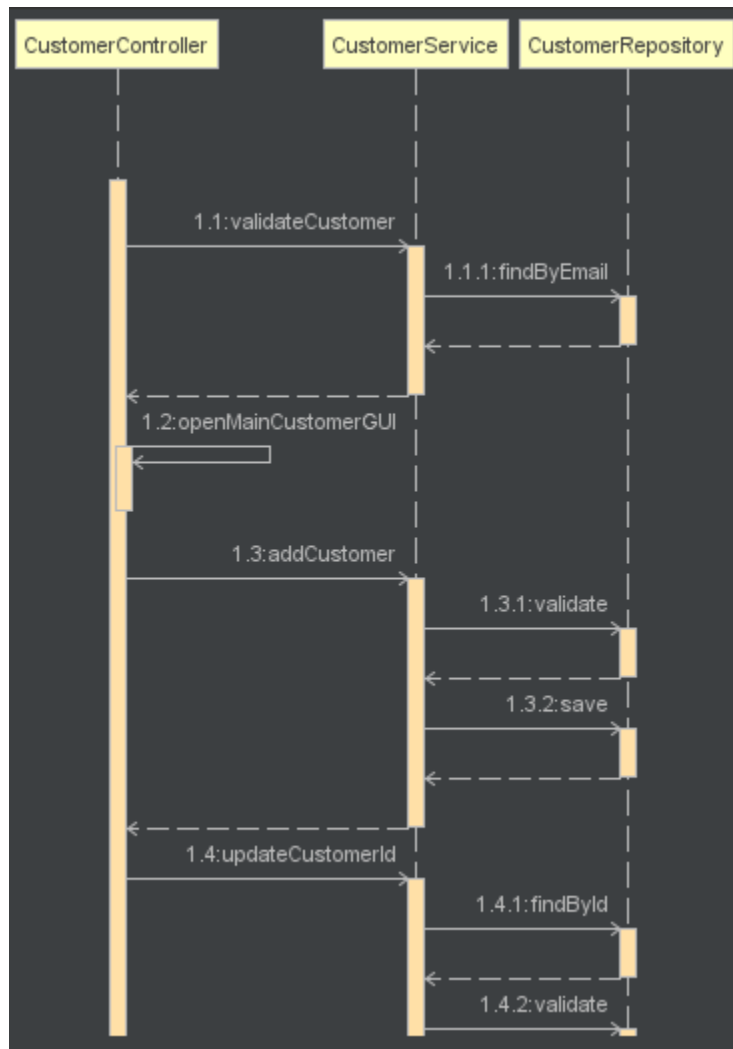 CustomerController
CustomerService
CustomerRepository
1.1:validateCustomer
1.1.1:findByEmail
1.2:openMainCustomerGUI
1.3:addCustomer
1.3.1:validate
1.3.2:save
1.4:updateCustomerId
1.4.1:findById
1.4.2:validate